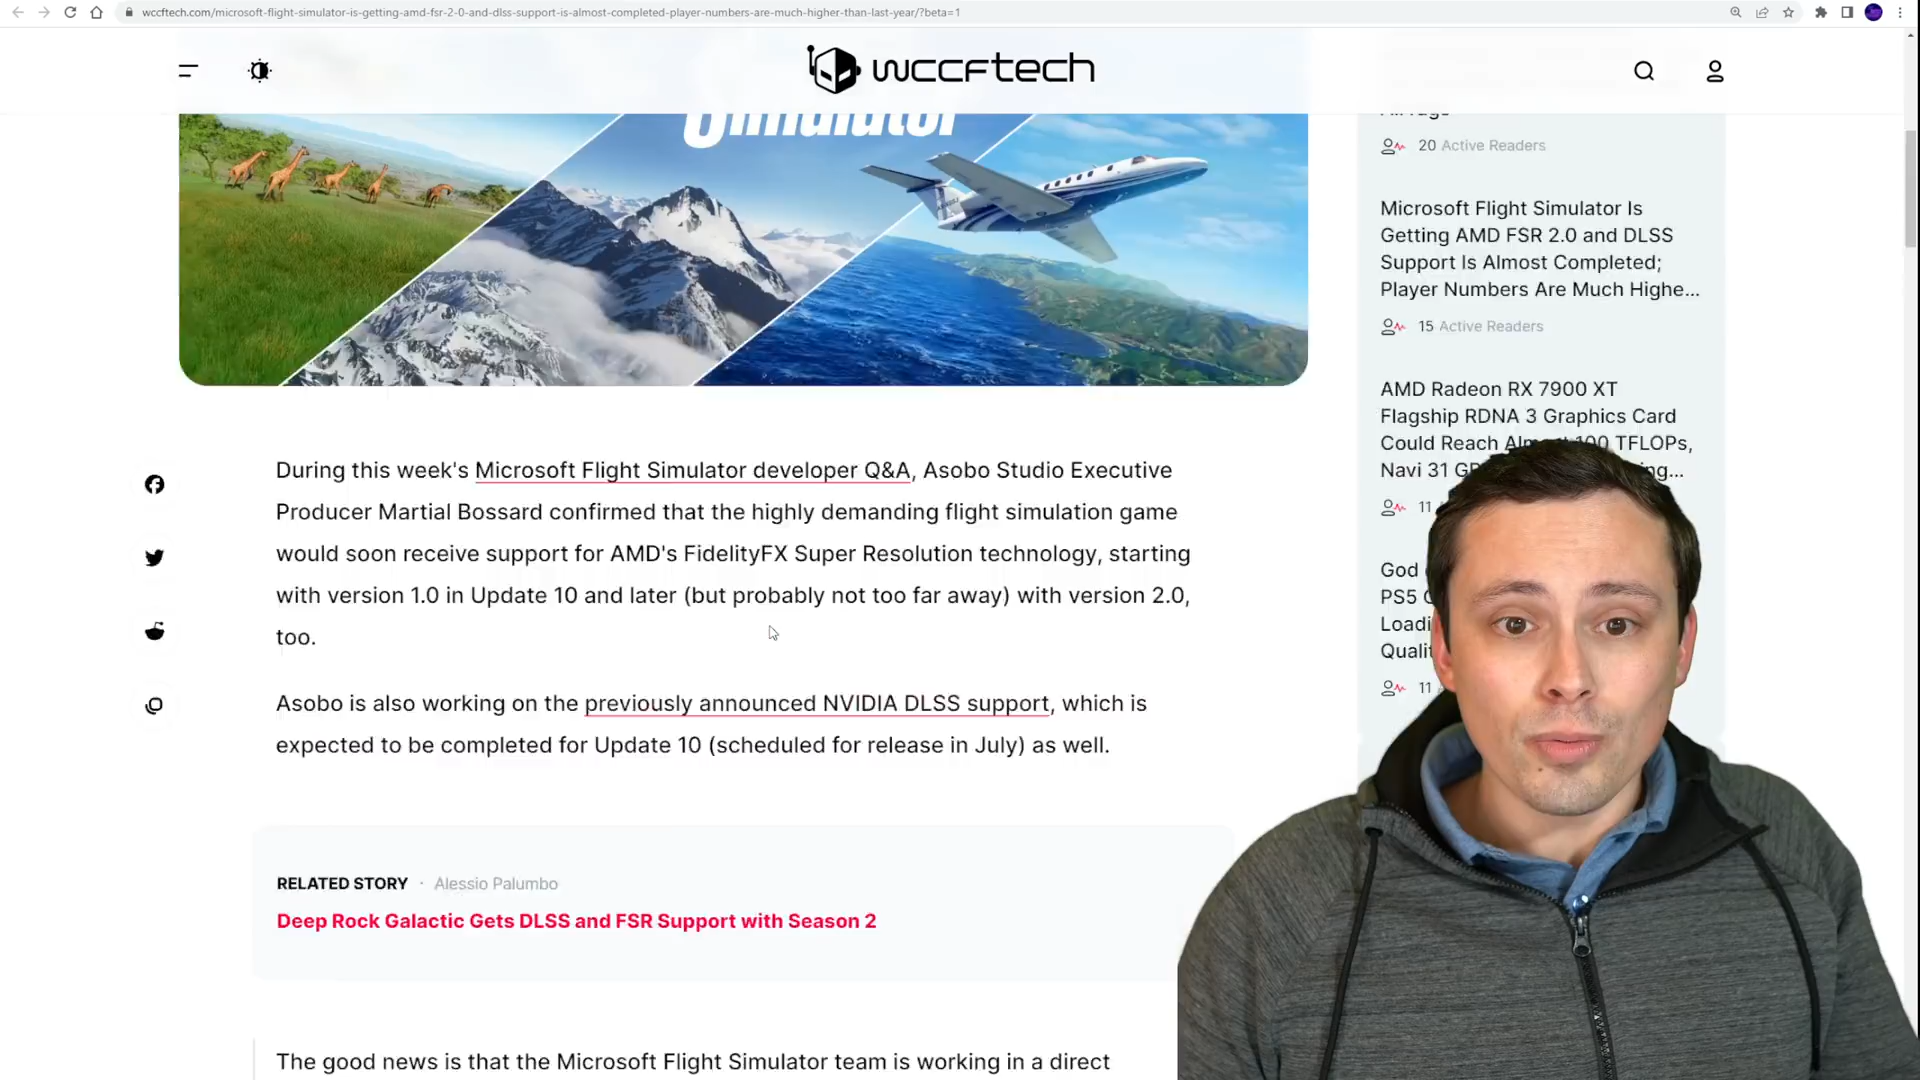 wccftech.com/microsoft-flight-simulator-is-getting-amd-fsr-2-0-and-dlss-support-is-almost-completed-player-numbers-are-much-higher-than-last-year/?beta=1
wccftech
Simulator
20 Active Readers
Microsoft Flight Simulator Is
Getting AMD FSR 2.0 and DLSS
Support Is Almost Completed;
Player Numbers Are Much Highe...
15 Active Readers
AMD Radeon RX 7900 XT
Flagship RDNA 3 Graphics Card
Could Reach 100 TFLOPs,
Navi 31
11
God
PS5
11
During this week's Microsoft Flight Simulator developer Q&A, Asobo Studio Executive
Producer Martial Bossard confirmed that the highly demanding flight simulation game
would soon receive support for AMD's FidelityFX Super Resolution technology, starting
with version 1.0 in Update 10 and later (but probably not too far away) with version 2.0,
too.
Asobo is also working on the previously announced NVIDIA DLSS support, which is
expected to be completed for Update 10 (scheduled for release in July) as well.
RELATED STORY · Alessio Palumbo
Deep Rock Galactic Gets DLSS and FSR Support with Season 2
The good news is that the Microsoft Flight Simulator team is working in a direct